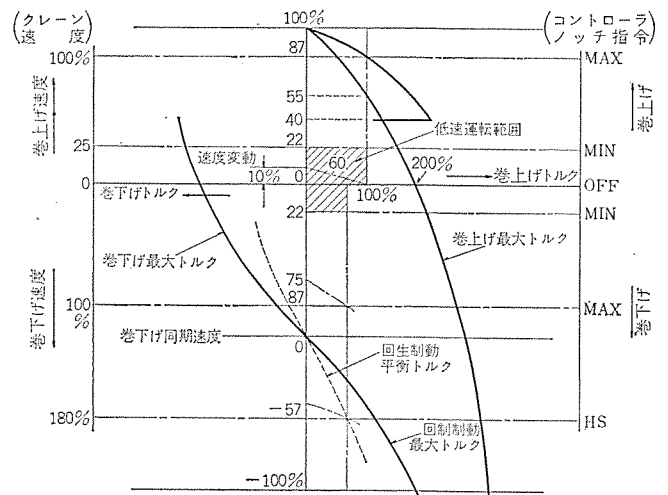 (クレーン
速　度)
100%
(コントローラ
ノッチ指令)
100%
87
MAX
巻上げ速度
55
40
22
低速運転範囲
巻上げ
25
MIN
速度変動
10%
60
200%
巻上げトルク
0
0
100%
OFF
巻下げトルク
22
MIN
巻上げ最大トルク
巻下げ最大トルク
75
87
巻下げ速度
100
%
MAX
巻下げ
巻下げ同期速度
0
回生制動
平衡トルク
-57
180%
HS
回制制動
最大トルク
-100%